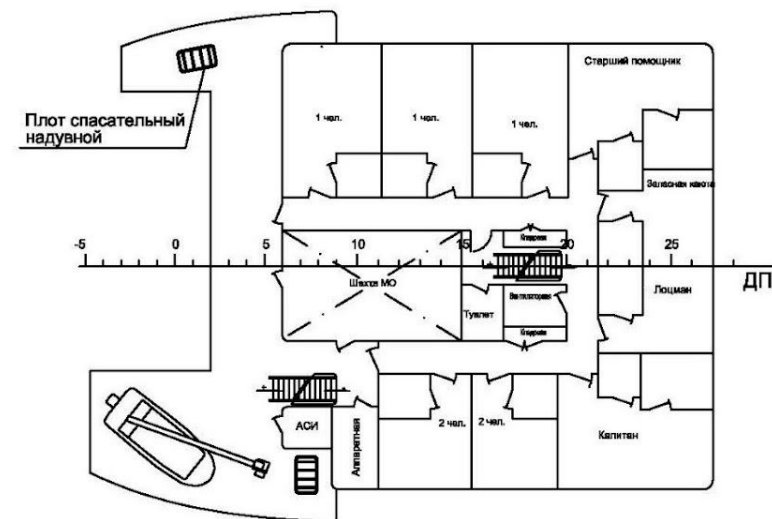 Старший помощник
Плот спасательный
надувной
1 чел.
1 чел.
1 чел.
Запасная каюта
Кладовая
-5
0
5
10
15
20
25
ДП
Шахта МО
Вентиляторная
Лоцман
Туалет
Кладовая
АСИ
Аппаратная
2 чел.
2 чел.
Капитан